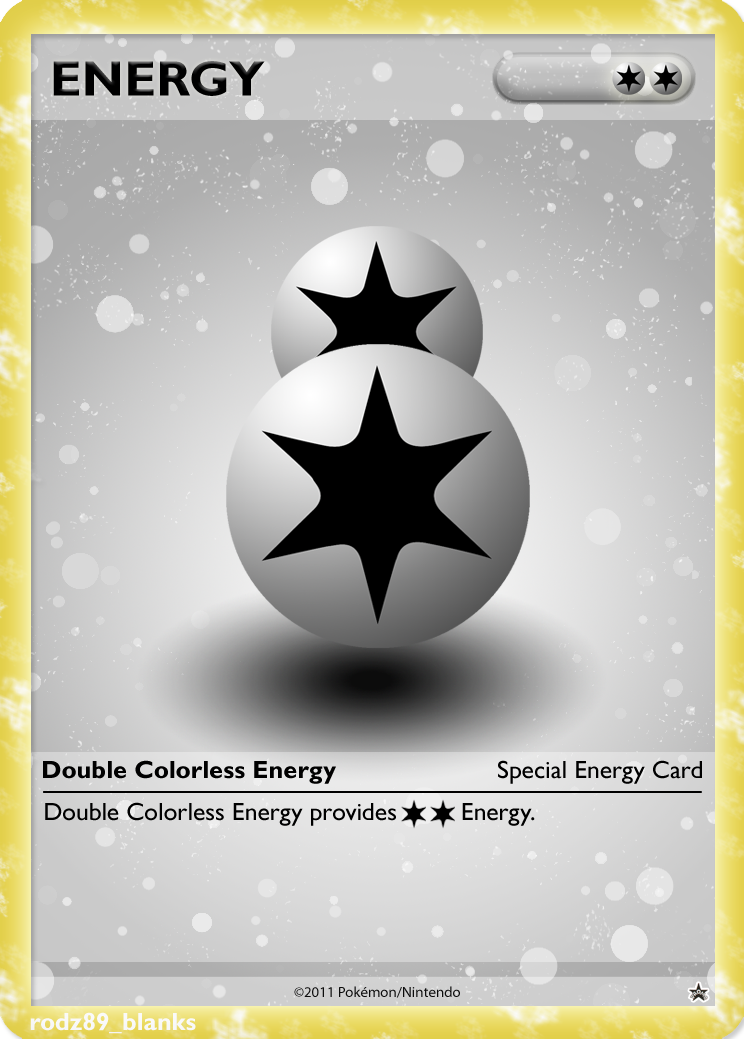 ENERGY
Double Colorless Energy Special Energy Card
Double Colorless Energy provides Energy.
©2011 Pokémon/Nintendo
rodz89_blanks